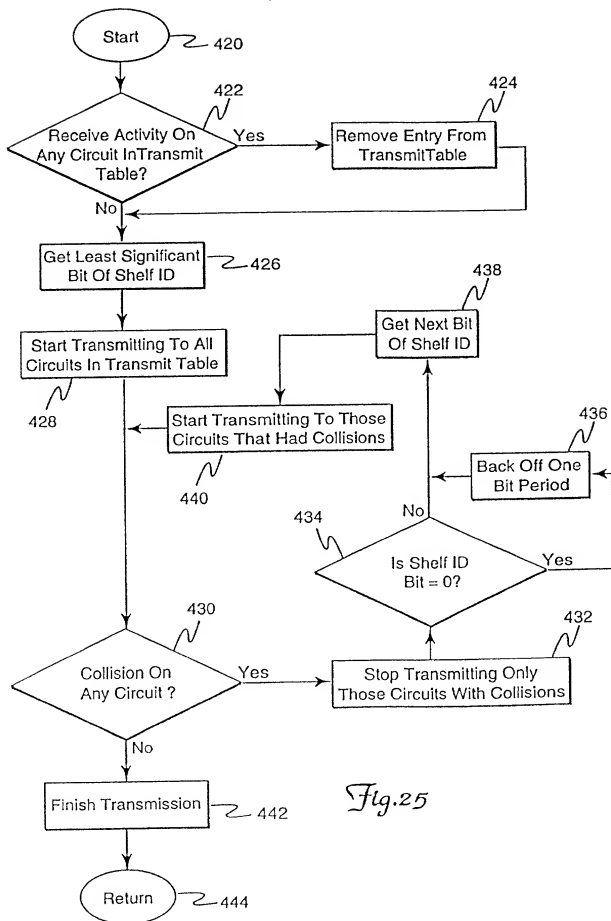 Start
420
422
Receive Activity On
Any Circuit InTransmit
Table?
Yes
No
424
Remove Entry From
TransmitTable
Get Least Significant
Bit Of Shelf ID
426
Start Transmitting To All
Circuits In Transmit Table
428
438
Get Next Bit
Of Shelf ID
Start Transmitting To Those
Circuits That Had Collisions
440
436
Back Off One
Bit Period
No
434
Is Shelf ID
Bit = 0?
Yes
430
Collision On
Any Circuit ?
Yes
432
Stop Transmitting Only
Those Circuits With Collisions
No
Finish Transmission
442
Fig.25
Return
444